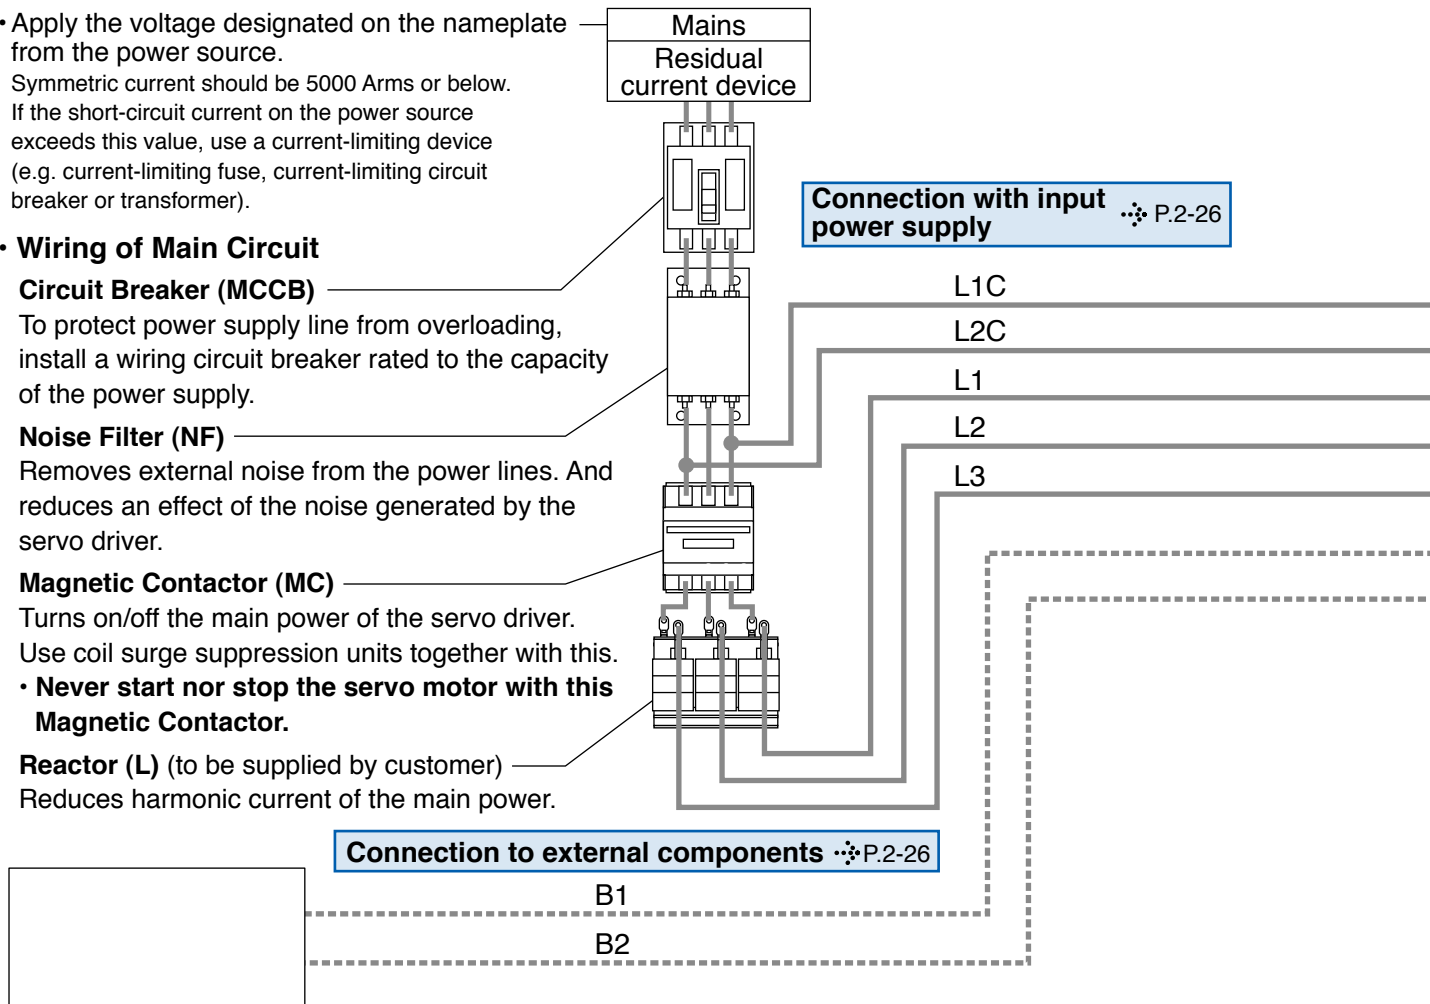 • Apply the voltage designated on the nameplate
from the power source.
Symmetric current should be 5000 Arms or below.
If the short-circuit current on the power source
exceeds this value, use a current-limiting device
(e.g. current-limiting fuse, current-limiting circuit
breaker or transformer).
• Wiring of Main Circuit
Circuit Breaker (MCCB)
To protect power supply line from overloading,
install a wiring circuit breaker rated to the capacity
of the power supply.
Noise Filter (NF)
Removes external noise from the power lines. And
reduces an effect of the noise generated by the
servo driver.
Magnetic Contactor (MC)
Turns on/off the main power of the servo driver.
Use coil surge suppression units together with this.
• Never start nor stop the servo motor with this
Magnetic Contactor.
Reactor (L) (to be supplied by customer)
Reduces harmonic current of the main power.
Mains
Residual
current device
Connection with input
power supply P.2-26
L1C
L2C
L1
L2
L3
Connection to external components P.2-26
B1
B2